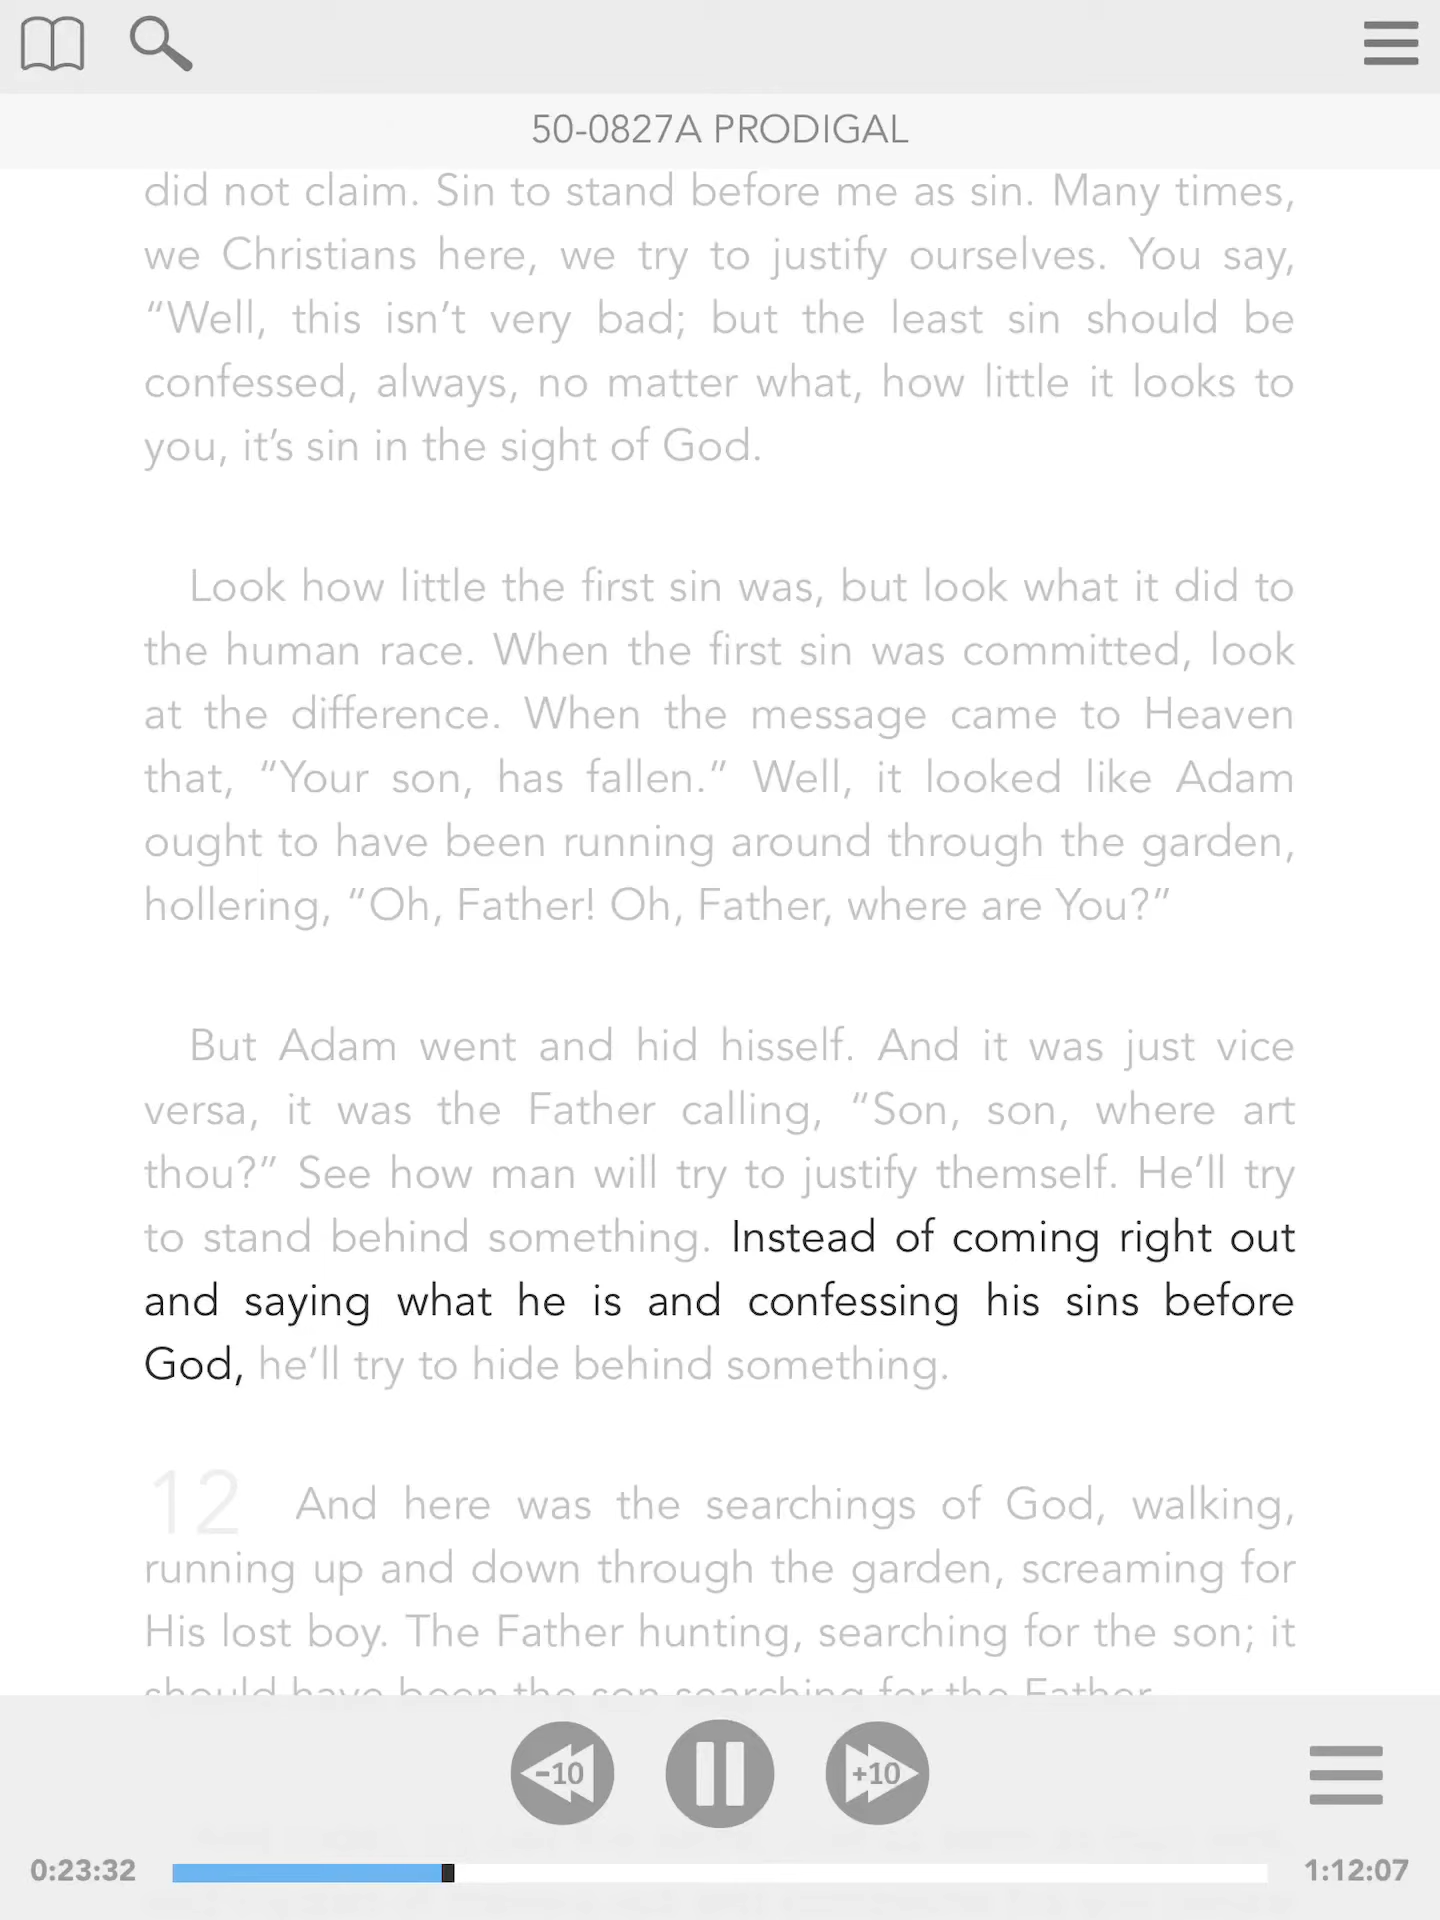 50-0827A PRODIGAL
did not claim. Sin to stand before me as sin. Many times,
we Christians here, we try to justify ourselves. You say,
“Well, this isn’t very bad; but the least sin should be
confessed, always, no matter what, how little it looks to
you, it’s sin in the sight of God.
Look how little the first sin was, but look what it did to
the human race. When the first sin was committed, look
at the difference. When the message came to Heaven
that, “Your son, has fallen.” Well, it looked like Adam
ought to have been running around through the garden,
hollering, “Oh, Father! Oh, Father, where are You?”
But Adam went and hid hisself. And it was just vice
versa, it was the Father calling, “Son, son, where art
thou?” See how man will try to justify themself. He’ll try
to stand behind something. Instead of coming right out
and saying what he is and confessing his sins before
God, he’ll try to hide behind something.
12 And here was the searchings of God, walking,
running up and down through the garden, screaming for
His lost boy. The Father hunting, searching for the son; it
should have been the son searching for the Father
-10 +10
0:23:32 1:12:07